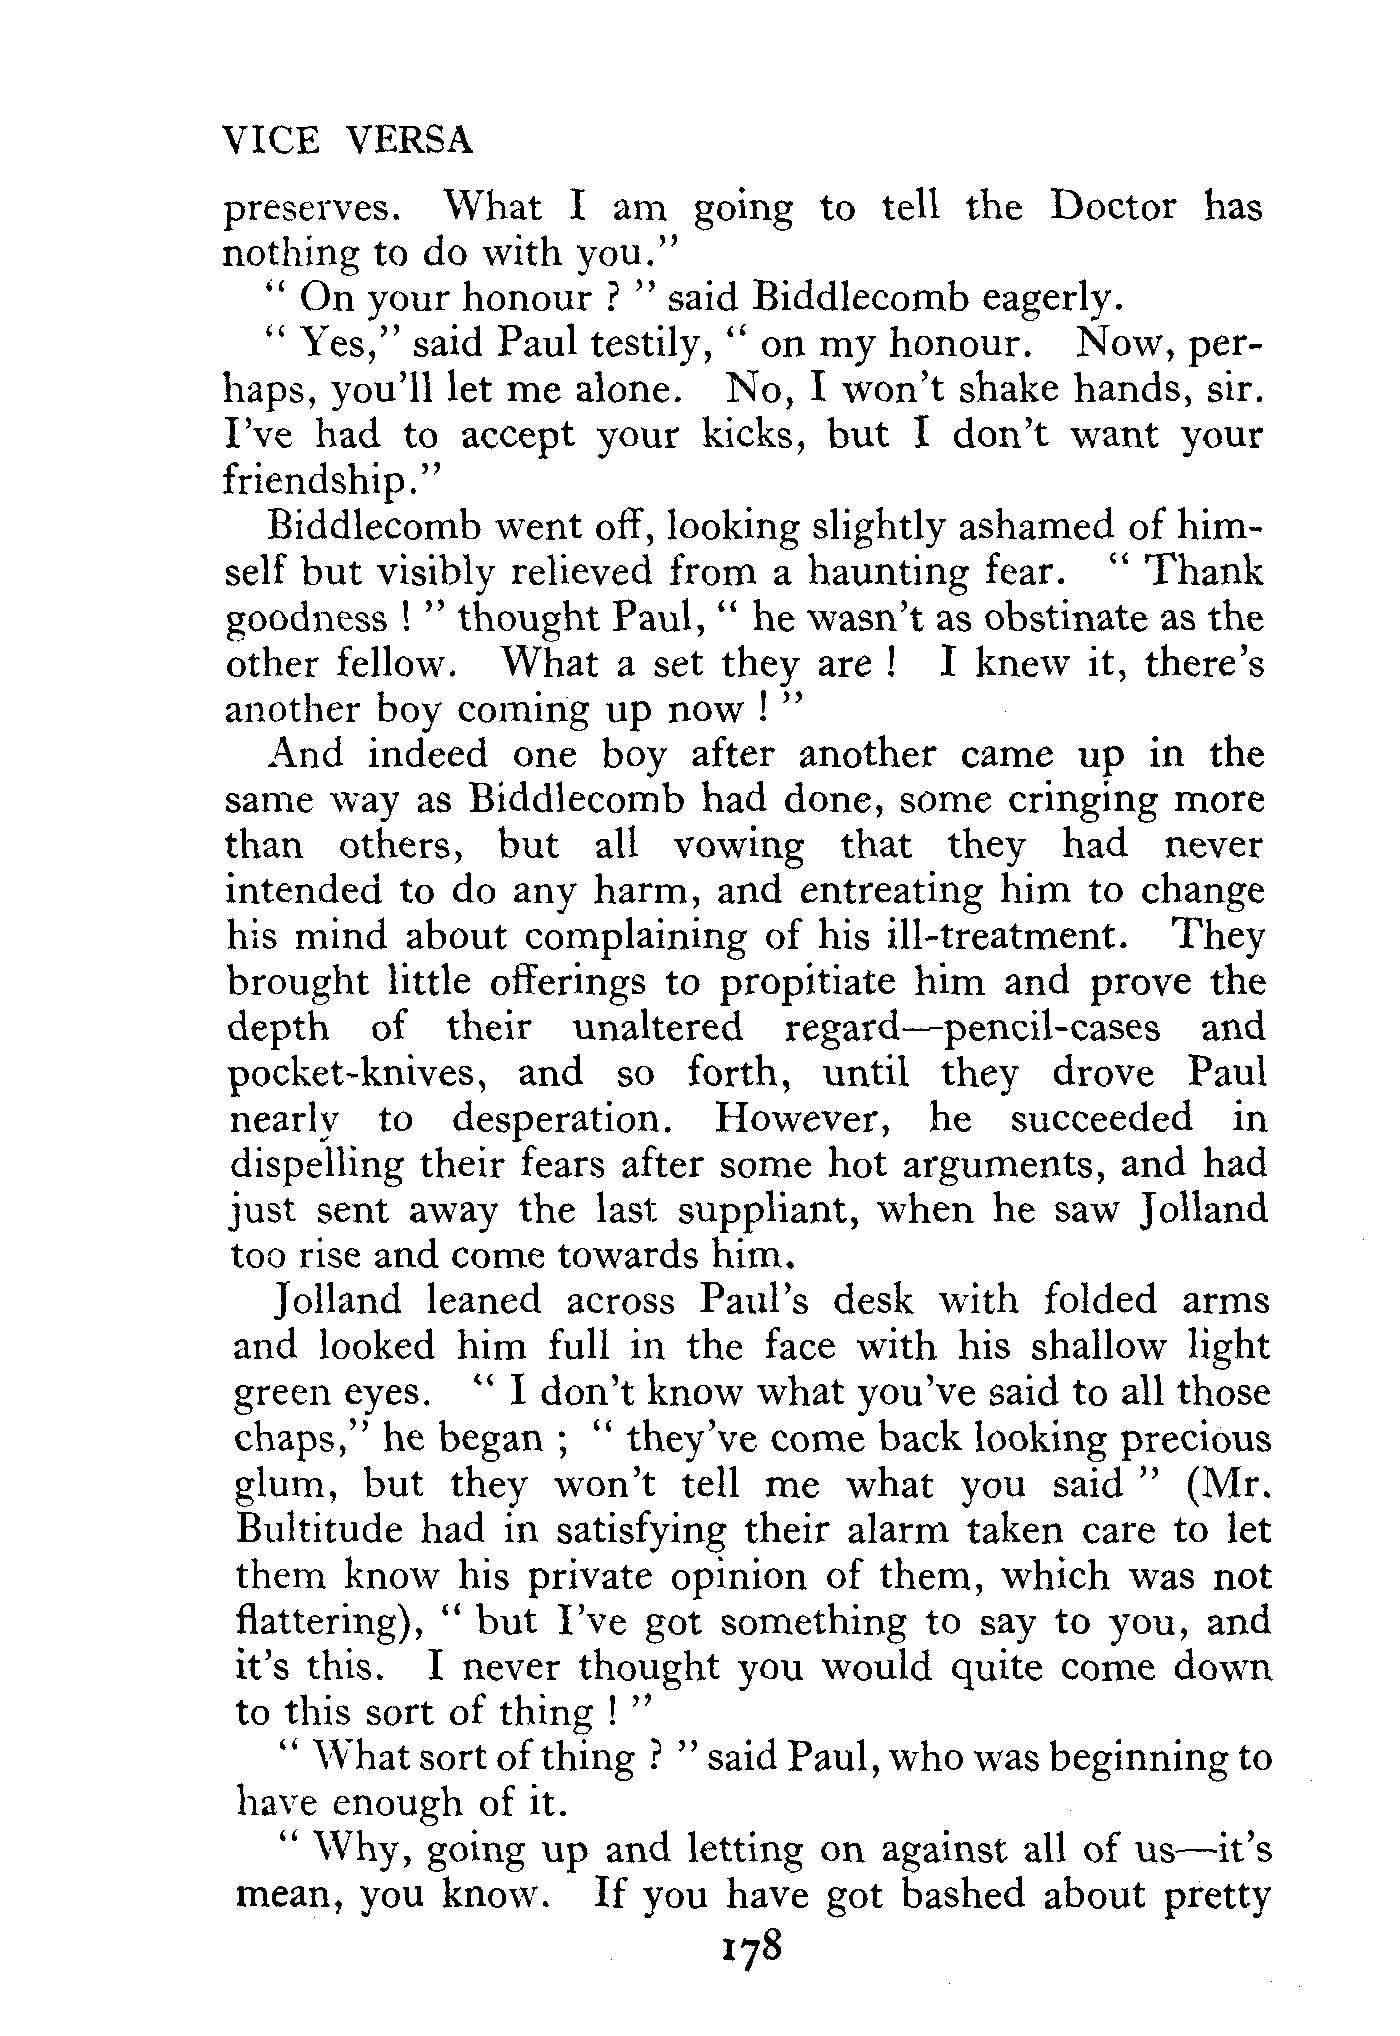 VICE VERSA
preserves. What I am going to tell the Doctor has
nothing to do with you."
" On your honour ? " said Biddlecomb eagerly.
" Yes," said Paul testily, " on my honour. Now, per-
haps, you'll let me alone. No, I won't shake hands, sir.
I've had to accept your kicks, but I don't want your
friendship."
Biddlecomb went off, looking slightly ashamed of him-
self but visibly relieved from a haunting fear. " Thank
goodness ! " thought Paul, " he wasn't as obstinate as the
other fellow. What a set they are ! I knew it, there's
another boy coming up now ! "
And indeed one boy after another came up in the
same way as Biddlecomb had done, some cringing more
than others, but all vowing that they had never
intended to do any harm, and entreating him to change
his mind about complaining of his ill-treatment. They
brought little offerings to propitiate him and prove the
depth of their unaltered regard—pencil-cases and
pocket-knives, and so forth, until they drove Paul
nearly to desperation. However, he succeeded in
dispelling their fears after some hot arguments, and had
just sent away the last suppliant, when he saw Jolland
too rise and come towards him.
Jolland leaned across Paul's desk with folded arms
and looked him full in the face with his shallow light
green eyes. " I don't know what you've said to all those
chaps," he began ; " they've come back looking precious
glum, but they won't tell me what you said " (Mr.
Bultitude had in satisfying their alarm taken care to let
them know his private opinion of them, which was not
flattering), " but I've got something to say to you, and
it's this. I never thought you would quite come down
to this sort of thing ! "
" What sort of thing ? " said Paul, who was beginning to
have enough of it.
" Why, going up and letting on against all of us—it's
mean, you know. If you have got bashed about pretty
178